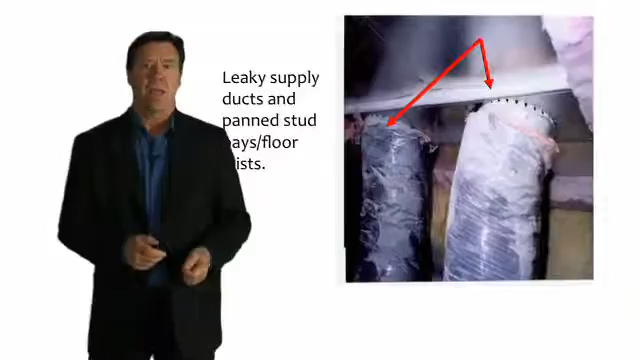 Leaky supply
ducts and
panned stud
ays/floor
ists.